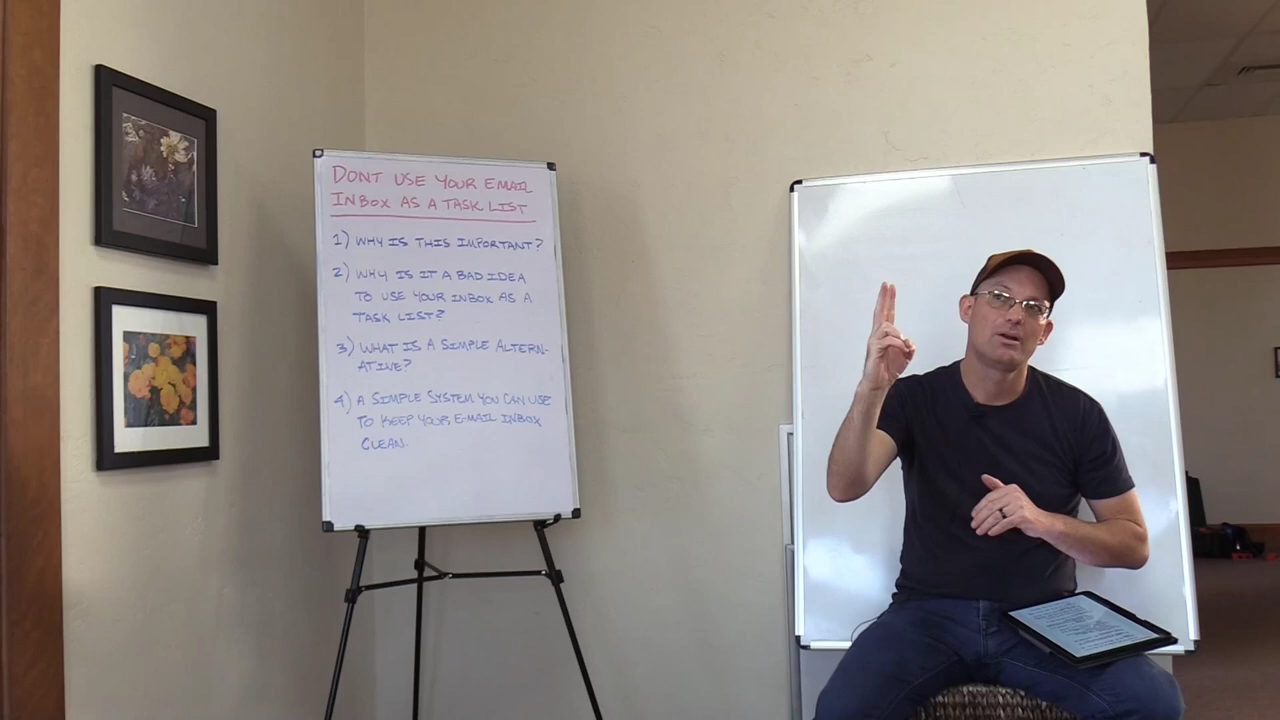 DONT USE YOUR EMAIL
INBOX AS A TASK LIST
1) WHY IS THIS IMPORTANT?
2) WHY IS IT A BAD IDEA
TO USE YOUR INBOX AS A
TASK LIST?
3) WHAT IS A SIMPLE ALTERN-
ATIVE?
4) A SIMPLE SYSTEM YOU CAN USE
TO KEEP YOUR E-MAIL INBOX
CLEAN.